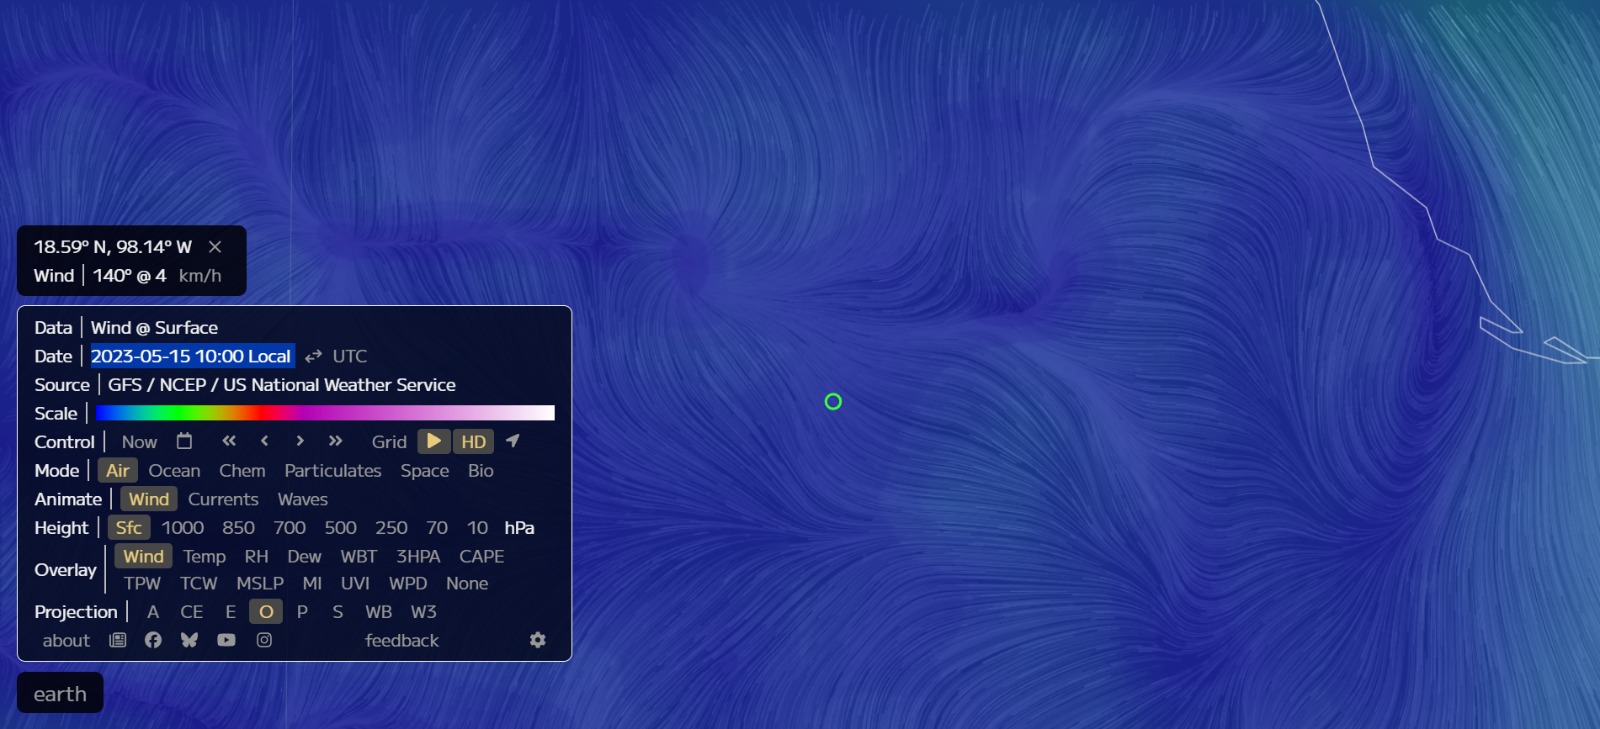 18.59° N, 98.14° W ×
Wind | 140° @ 4 km/h
Data | Wind @ Surface
Date | 2023-05-15 10:00 Local ⇄ UTC
Source | GFS / NCEP / US National Weather Service
Scale |
Control | Now « ‹ › » Grid HD
Mode | Air Ocean Chem Particulates Space Bio
Animate | Wind Currents Waves
Height | Sfc 1000 850 700 500 250 70 10 hPa
Overlay | Wind Temp RH Dew WBT 3HPA CAPE
TPW TCW MSLP MI UVI WPD None
Projection | A CE E O P S WB W3
about feedback
earth